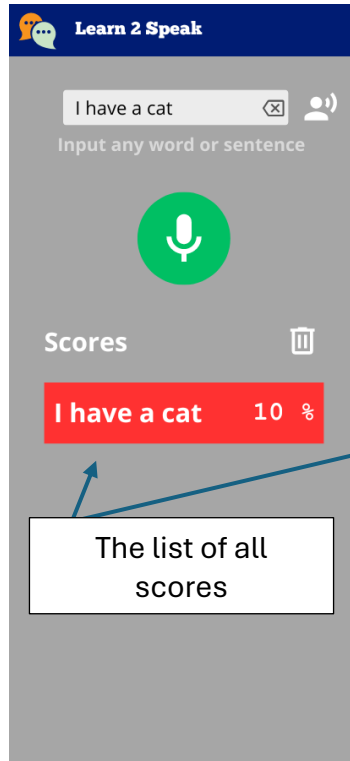 Learn 2 Speak
I have a cat
Input any word or sentence
Scores
I have a cat 10 %
The list of all
scores